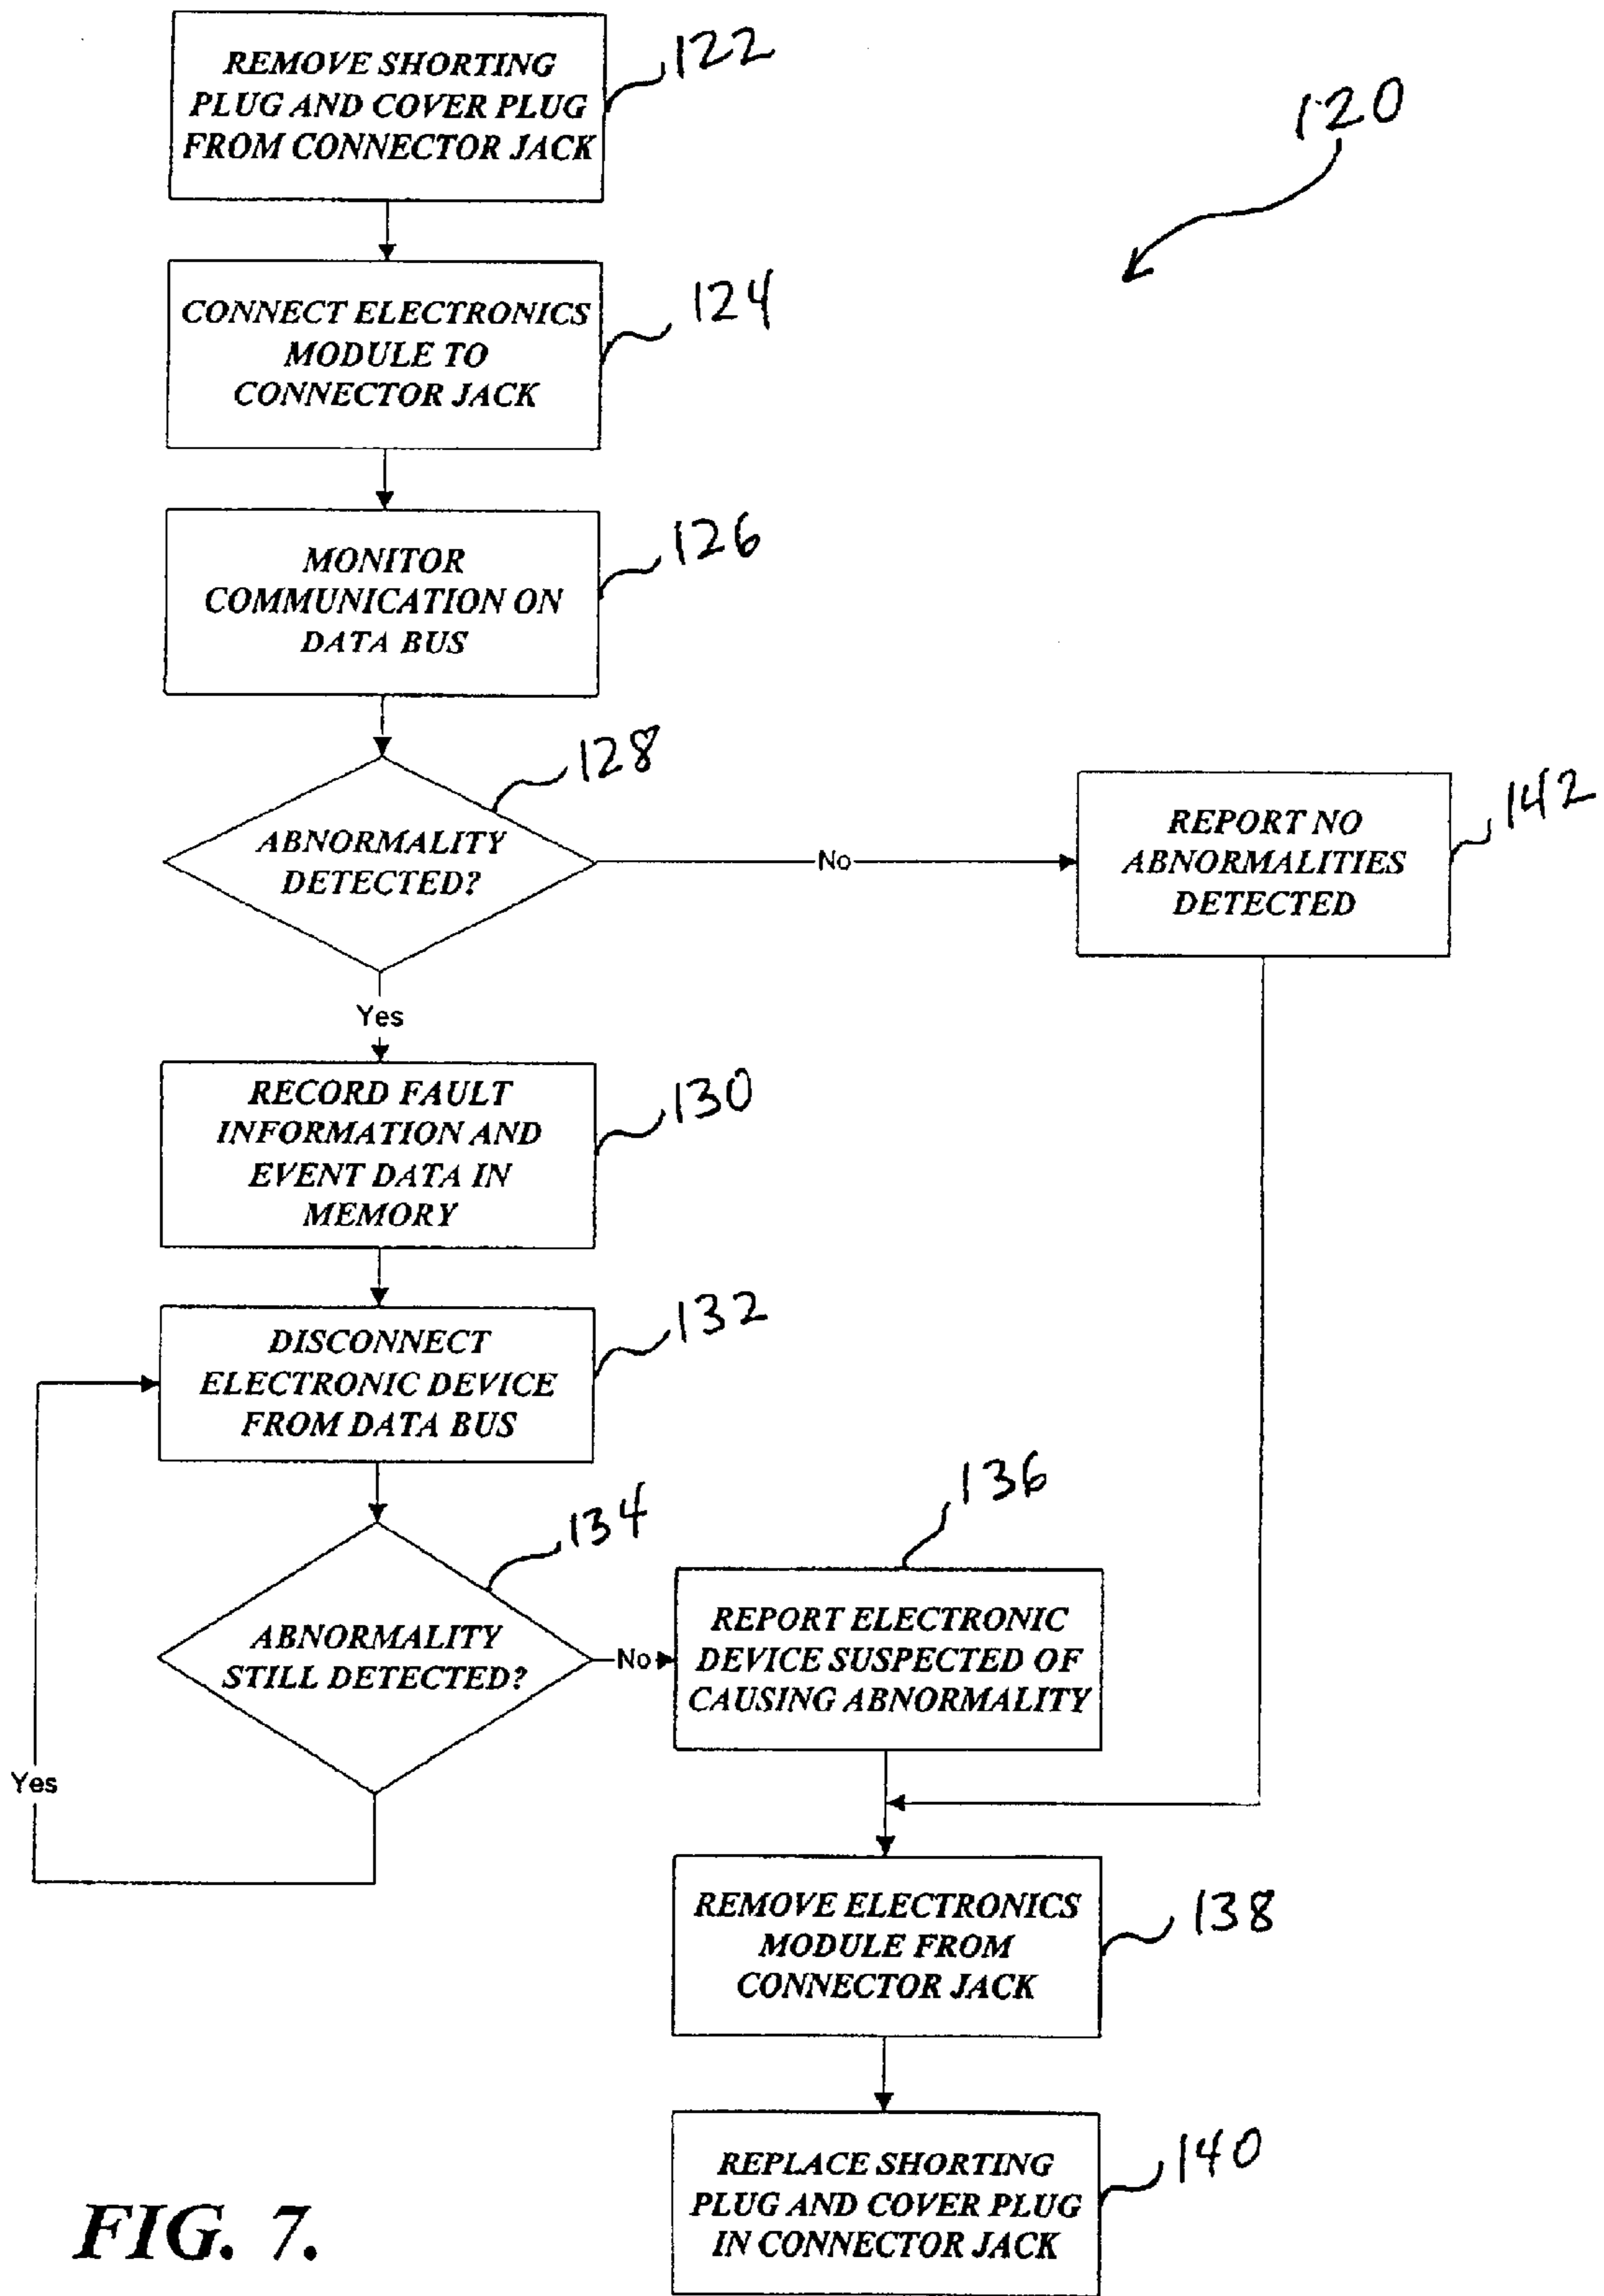 REMOVE SHORTING
PLUG AND COVER PLUG
FROM CONNECTOR JACK
122
120
CONNECT ELECTRONICS
MODULE TO
CONNECTOR JACK
124
MONITOR
COMMUNICATION ON
DATA BUS
126
ABNORMALITY
DETECTED?
128
No
REPORT NO
ABNORMALITIES
DETECTED
142
Yes
RECORD FAULT
INFORMATION AND
EVENT DATA IN
MEMORY
130
DISCONNECT
ELECTRONIC DEVICE
FROM DATA BUS
132
ABNORMALITY
STILL DETECTED?
134
No
REPORT ELECTRONIC
DEVICE SUSPECTED OF
CAUSING ABNORMALITY
136
Yes
REMOVE ELECTRONICS
MODULE FROM
CONNECTOR JACK
138
REPLACE SHORTING
PLUG AND COVER PLUG
IN CONNECTOR JACK
140
FIG. 7.